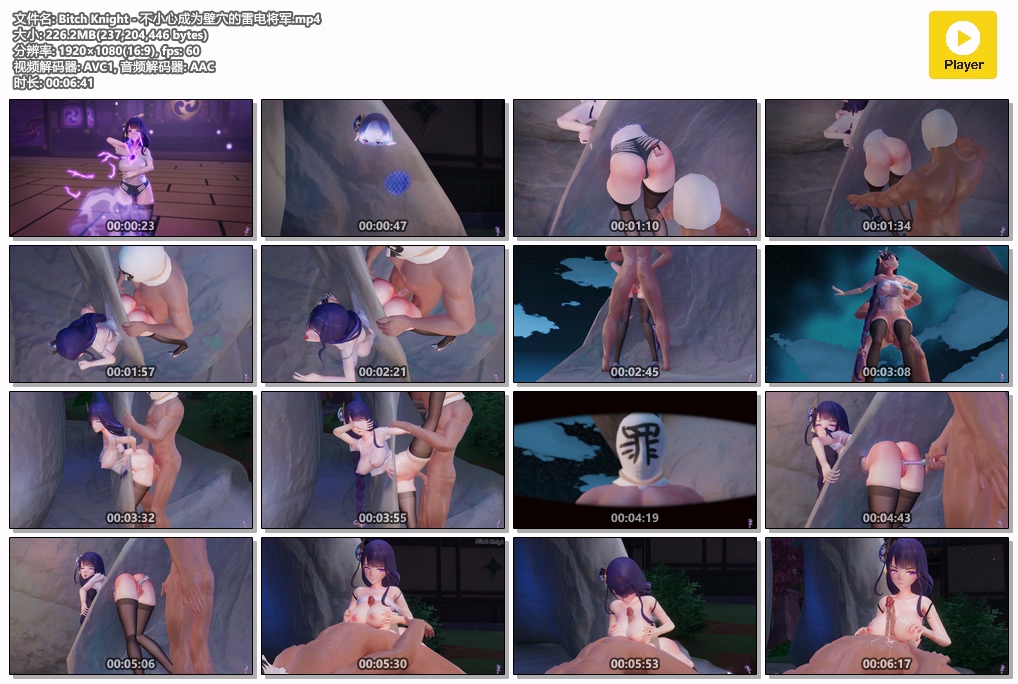 文件名: Bitch Knight - 不小心成为壁穴的雷电将军.mp4
大小: 226.2MB(237,204,446 bytes)
分辨率: 1920×1080(16:9), fps: 60
视频解码器: AVC1, 音频解码器: AAC
时长: 00:06:41
Player
00:00:23
00:00:47
00:01:10
00:01:34
00:01:57
00:02:21
00:02:45
00:03:08
00:03:32
00:03:55
罪
00:04:19
00:04:43
00:05:06
Bitch Knight
00:05:30
00:05:53
00:06:17